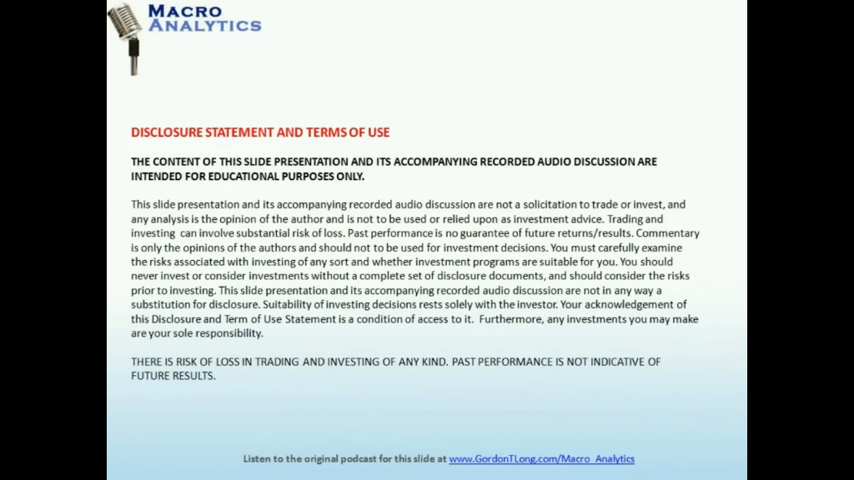 MACRO
ANALYTICS
DISCLOSURE STATEMENT AND TERMS OF USE
THE CONTENT OF THIS SLIDE PRESENTATION AND ITS ACCOMPANYING RECORDED AUDIO DISCUSSION ARE
INTENDED FOR EDUCATIONAL PURPOSES ONLY.
This slide presentation and its accompanying recorded audio discussion are not a solicitation to trade or invest, and
any analysis is the opinion of the author and is not to be used or relied upon as investment advice. Trading and
investing can involve substantial risk of loss. Past performance is no guarantee of future returns/results. Commentary
is only the opinions of the authors and should not to be used for investment decisions. You must carefully examine
the risks associated with investing of any sort and whether investment programs are suitable for you. You should
never invest or consider investments without a complete set of disclosure documents, and should consider the risks
prior to investing. This slide presentation and its accompanying recorded audio discussion are not in any way a
substitution for disclosure. Suitability of investing decisions rests solely with the investor. Your acknowledgement of
this Disclosure and Term of Use Statement is a condition of access to it. Furthermore, any investments you may make
are your sole responsibility.
THERE IS RISK OF LOSS IN TRADING AND INVESTING OF ANY KIND. PAST PERFORMANCE IS NOT INDICATIVE OF
FUTURE RESULTS.
Listen to the original podcast for this slide at www.GordonTLong.com/Macro_Analytics